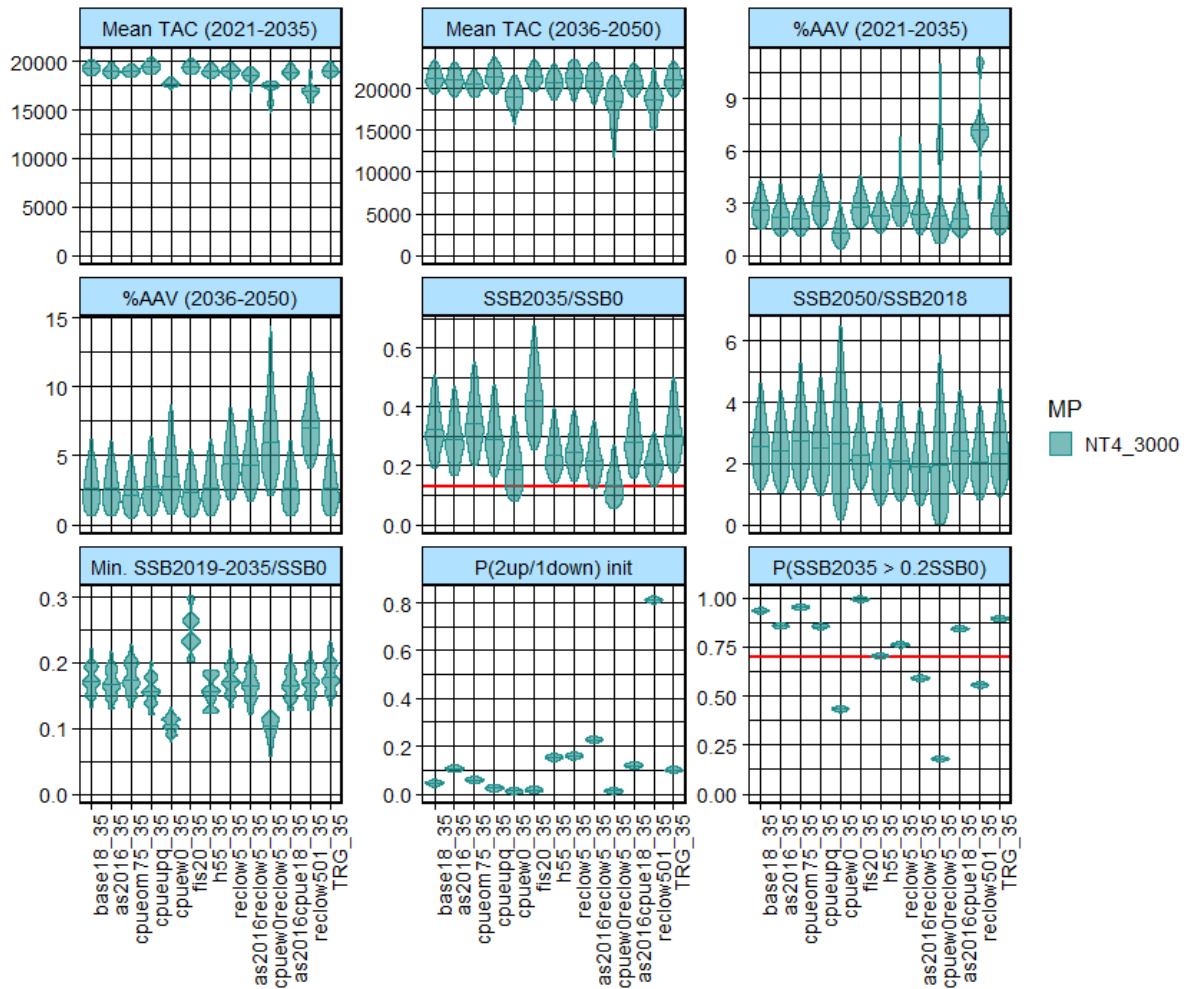 Mean TAC (2021-2035)
Mean TAC (2036-2050)
%AAV (2021-2035)
20000
15000
10000
5000
0
20000
15000
10000
5000
0
9
6
3
0
%AAV (2036-2050)
SSB2035/SSB0
SSB2050/SSB2018
15
10
5
0
0.6
0.4
0.2
0.0
6
4
2
0
MP
NT4_3000
Min. SSB2019-2035/SSB0
P(2up/1down) init
P(SSB2035 > 0.2SSB0)
0.3
0.2
0.1
0.0
0.8
0.6
0.4
0.2
0.0
1.00
0.75
0.50
0.25
0.00
base18_35
as2016_35
cpueom75_35
cpueupq_35
cpuew0_35
fis20_35
h55_35
reclow5_35
as2016reclow5_35
cpuew0reclow5_35
as2016cpue18_35
reclow501_35
TRG_35
base18_35
as2016_35
cpueom75_35
cpueupq_35
cpuew0_35
fis20_35
h55_35
reclow5_35
as2016reclow5_35
cpuew0reclow5_35
as2016cpue18_35
reclow501_35
TRG_35
base18_35
as2016_35
cpueom75_35
cpueupq_35
cpuew0_35
fis20_35
h55_35
reclow5_35
as2016reclow5_35
cpuew0reclow5_35
as2016cpue18_35
reclow501_35
TRG_35